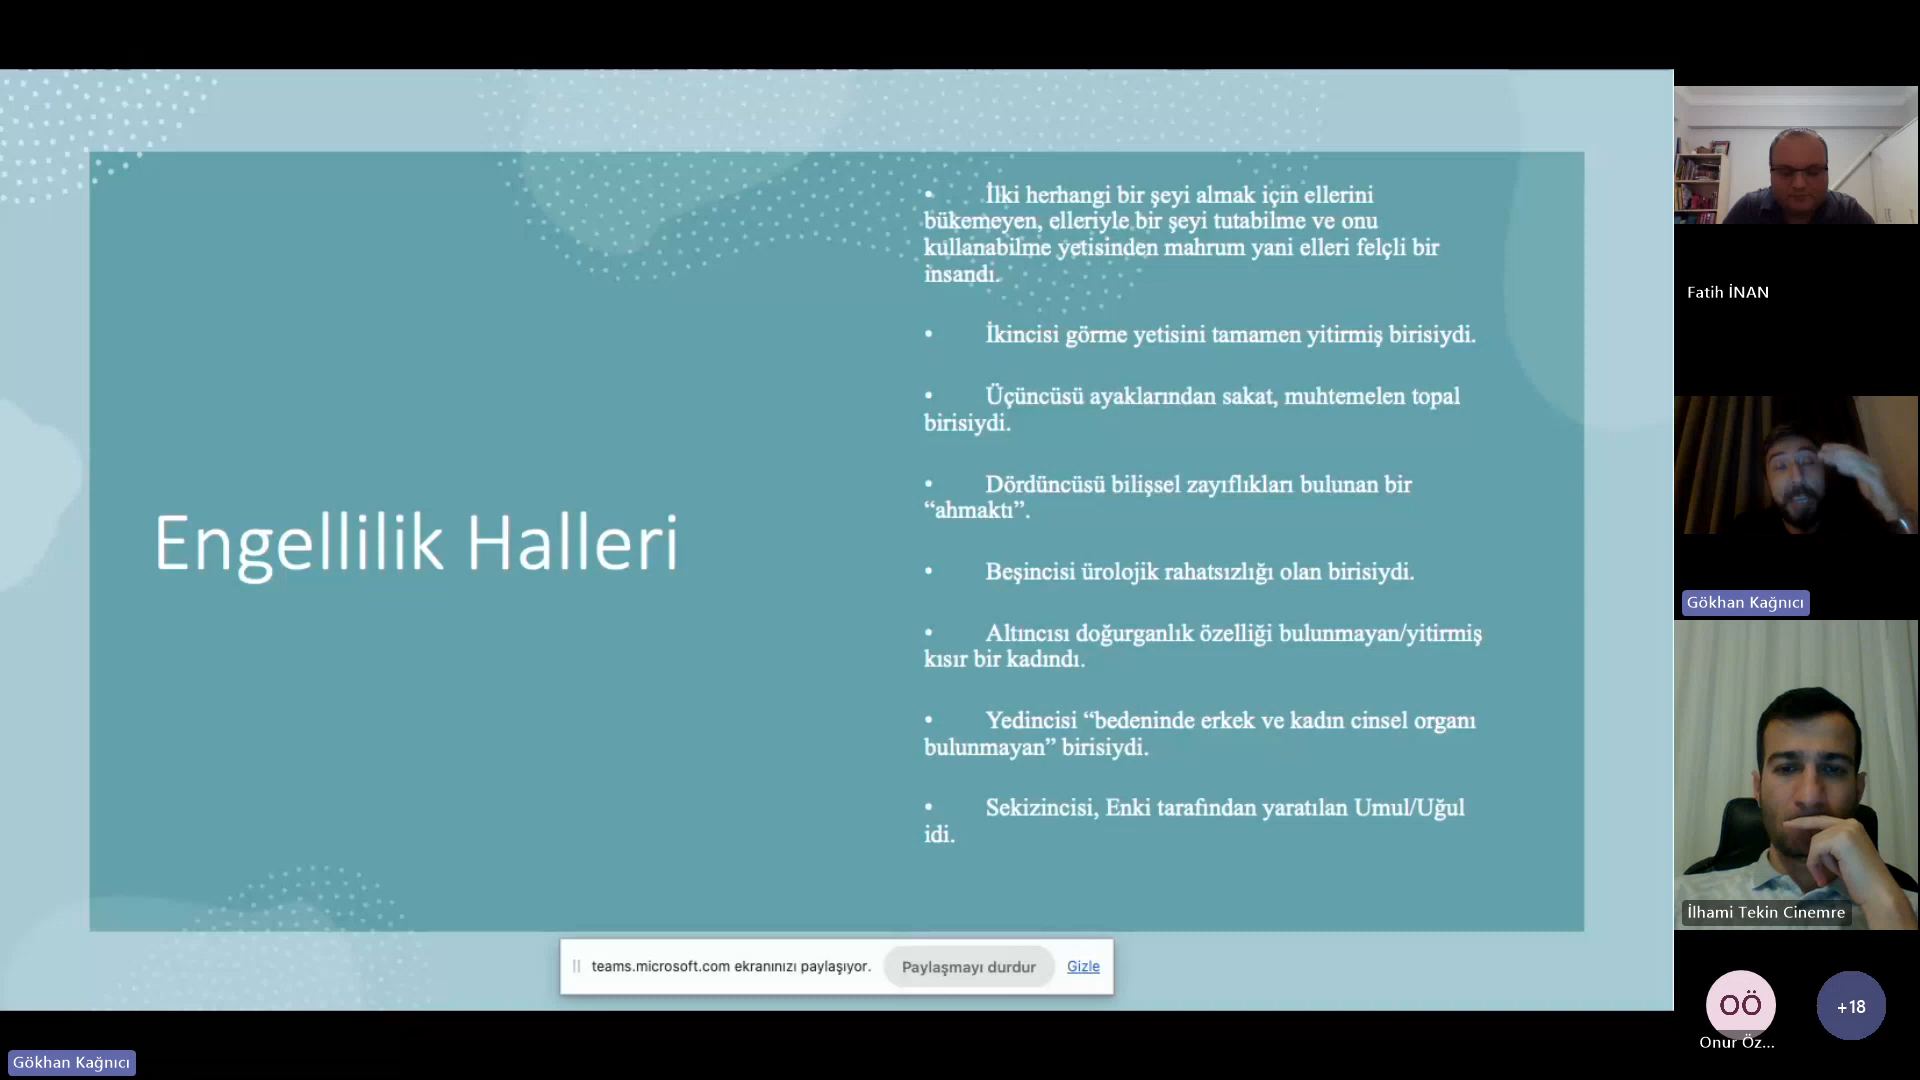 Engellilik Halleri
• İlki herhangi bir şeyi almak için ellerini
bükemeyen, elleriyle bir şeyi tutabilme ve onu
kullanabilme yetisinden mahrum yani elleri felçli bir
insandı.
• İkincisi görme yetisini tamamen yitirmiş birisiydi.
• Üçüncüsü ayaklarından sakat, muhtemelen topal
birisiydi.
• Dördüncüsü bilişsel zayıflıkları bulunan bir
“ahmaktı”.
• Beşincisi ürolojik rahatsızlığı olan birisiydi.
• Altıncısı doğurganlık özelliği bulunmayan/yitirmiş
kısır bir kadındı.
• Yedincisi “bedeninde erkek ve kadın cinsel organı
bulunmayan” birisiydi.
• Sekizincisi, Enki tarafından yaratılan Umul/Uğul
idi.
teams.microsoft.com ekranınızı paylaşıyor. Paylaşmayı durdur Gizle
Gökhan Kağnıcı
Fatih İNAN
Gökhan Kağnıcı
İlhami Tekin Cinemre
OÖ
Onur Öz...
+18